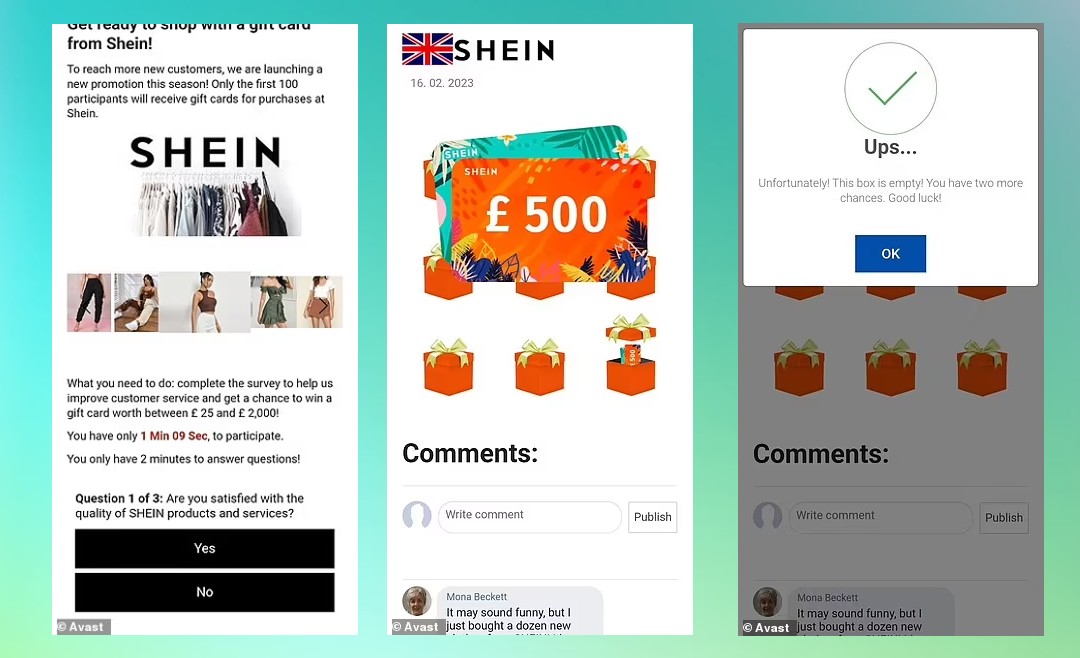 Get ready to shop with a gift card
from Shein!
To reach more new customers, we are launching a
new promotion this season! Only the first 100
participants will receive gift cards for purchases at
Shein.
SHEIN
What you need to do: complete the survey to help us
improve customer service and get a chance to win a
gift card worth between £ 25 and £ 2,000!
You have only 1 Min 09 Sec, to participate.
You only have 2 minutes to answer questions!
Question 1 of 3: Are you satisfied with the
quality of SHEIN products and services?
Yes
No
© Avast
SHEIN
16. 02. 2023
SHEIN
SHEIN
£ 500
£ 500
Comments:
Write comment
Publish
Mona Beckett
It may sound funny, but I
just bought a dozen new
© Avast
Ups...
Unfortunately! This box is empty! You have two more
chances. Good luck!
OK
Comments:
Write comment
Publish
Mona Beckett
It may sound funny, but I
just bought a dozen new
© Avast